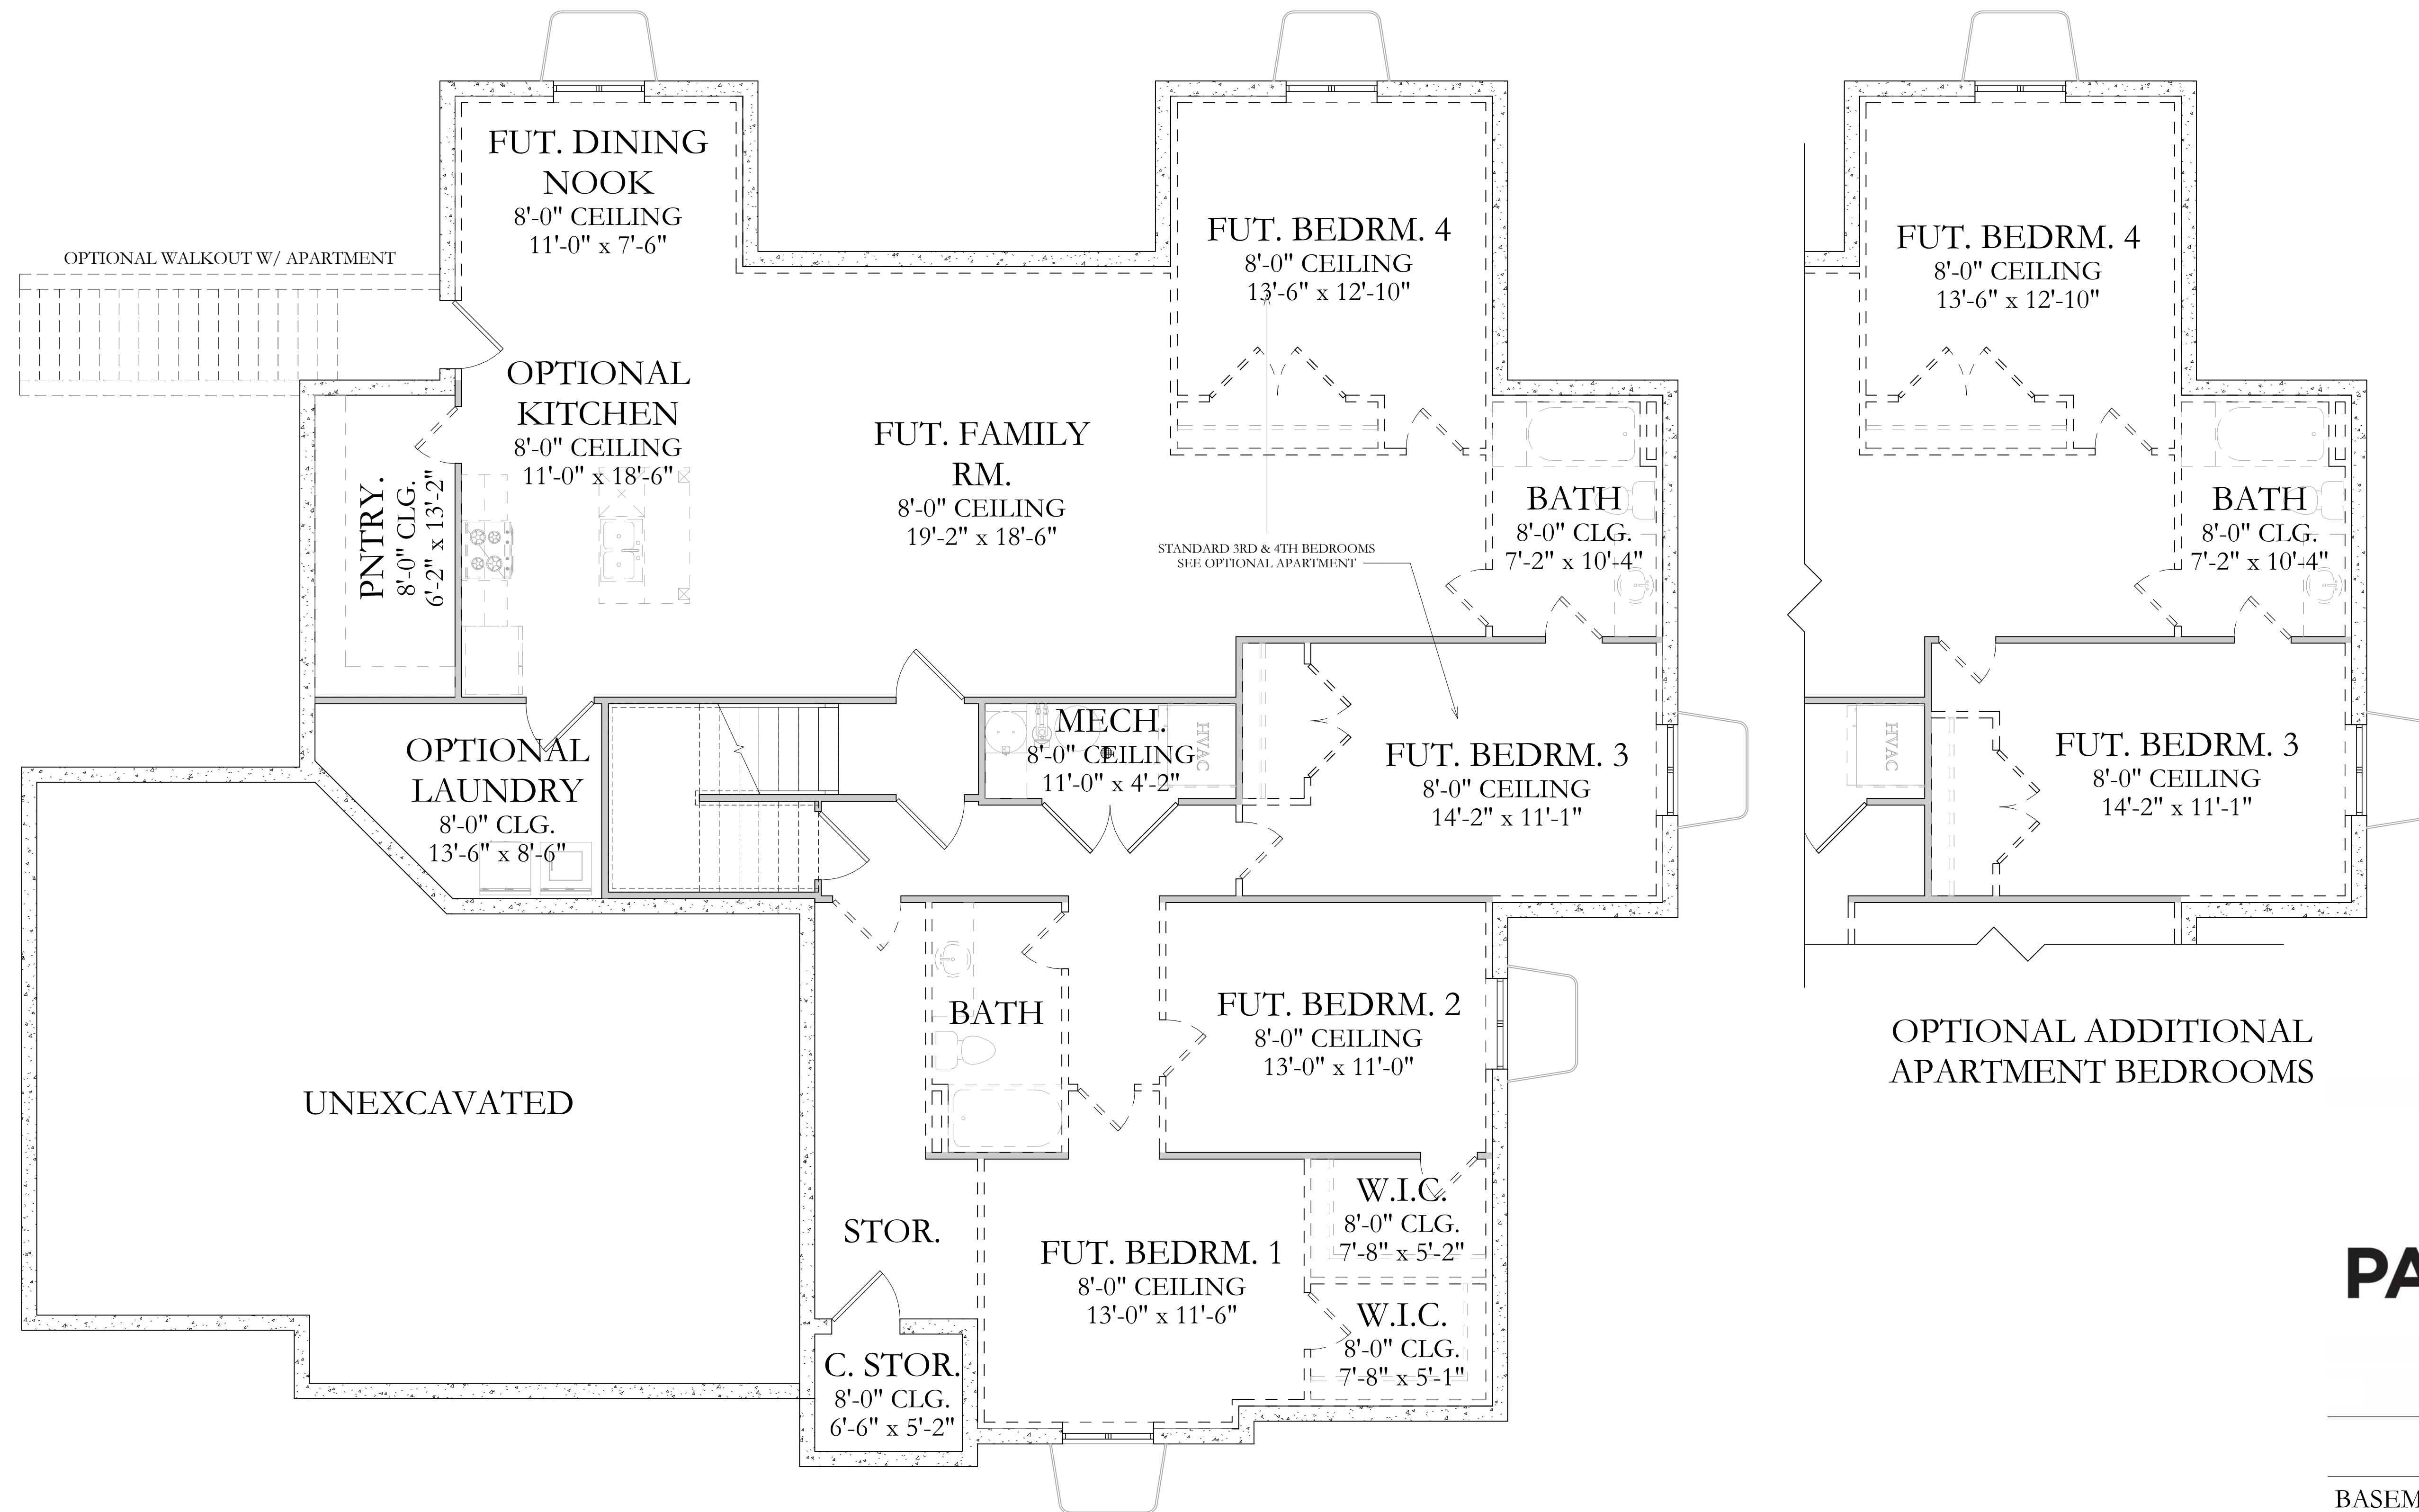 FUT. DINING
NOOK
8'-0" CEILING
11'-0" x 7'-6"
OPTIONAL WALKOUT W/ APARTMENT
OPTIONAL
KITCHEN
8'-0" CEILING
11'-0" x 18'-6"
PNTRY.
8'-0" CLG.
6'-2" x 13'-2"
FUT. FAMILY
RM.
8'-0" CEILING
19'-2" x 18'-6"
FUT. BEDRM. 4
8'-0" CEILING
13'-6" x 12'-10"
STANDARD 3RD & 4TH BEDROOMS
SEE OPTIONAL APARTMENT
BATH
8'-0" CLG.
7'-2" x 10'-4"
OPTIONAL
LAUNDRY
8'-0" CLG.
13'-6" x 8'-6"
MECH.
8'-0" CEILING
11'-0" x 4'-2"
HVAC
FUT. BEDRM. 3
8'-0" CEILING
14'-2" x 11'-1"
BATH
FUT. BEDRM. 2
8'-0" CEILING
13'-0" x 11'-0"
UNEXCAVATED
STOR.
FUT. BEDRM. 1
8'-0" CEILING
13'-0" x 11'-6"
W.I.C.
8'-0" CLG.
7'-8" x 5'-2"
W.I.C.
8'-0" CLG.
7'-8" x 5'-1"
C. STOR.
8'-0" CLG.
6'-6" x 5'-2"
FUT. BEDRM. 4
8'-0" CEILING
13'-6" x 12'-10"
BATH
8'-0" CLG.
7'-2" x 10'-4"
HVAC
FUT. BEDRM. 3
8'-0" CEILING
14'-2" x 11'-1"
OPTIONAL ADDITIONAL
APARTMENT BEDROOMS
PA
BASEM